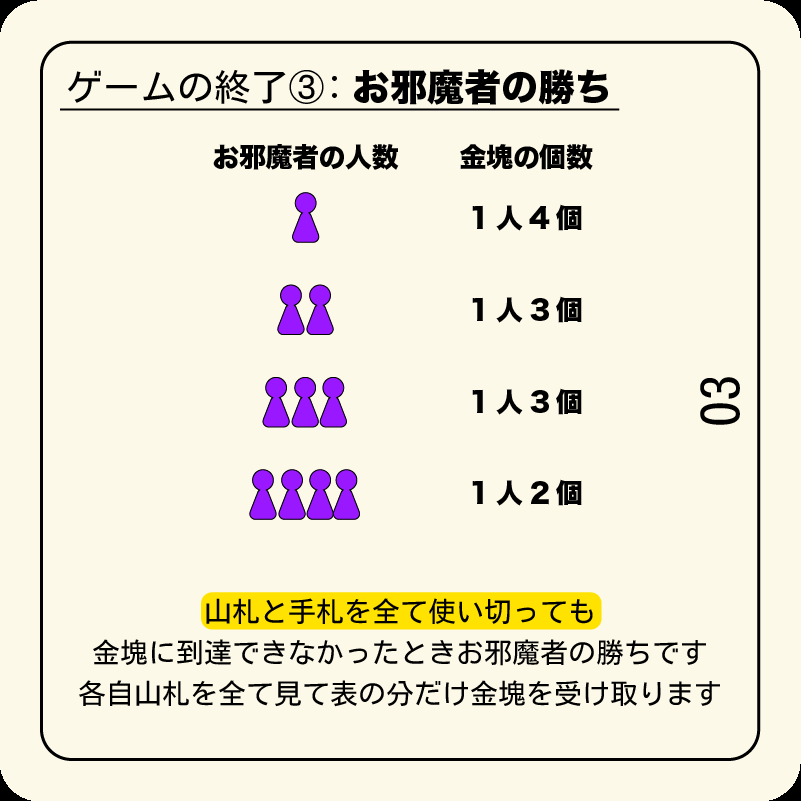 ゲームの終了③: お邪魔者の勝ち
お邪魔者の人数 金塊の個数
1人4個
1人3個
1人3個
1人2個
03
山札と手札を全て使い切っても
金塊に到達できなかったときお邪魔者の勝ちです
各自山札を全て見て表の分だけ金塊を受け取ります